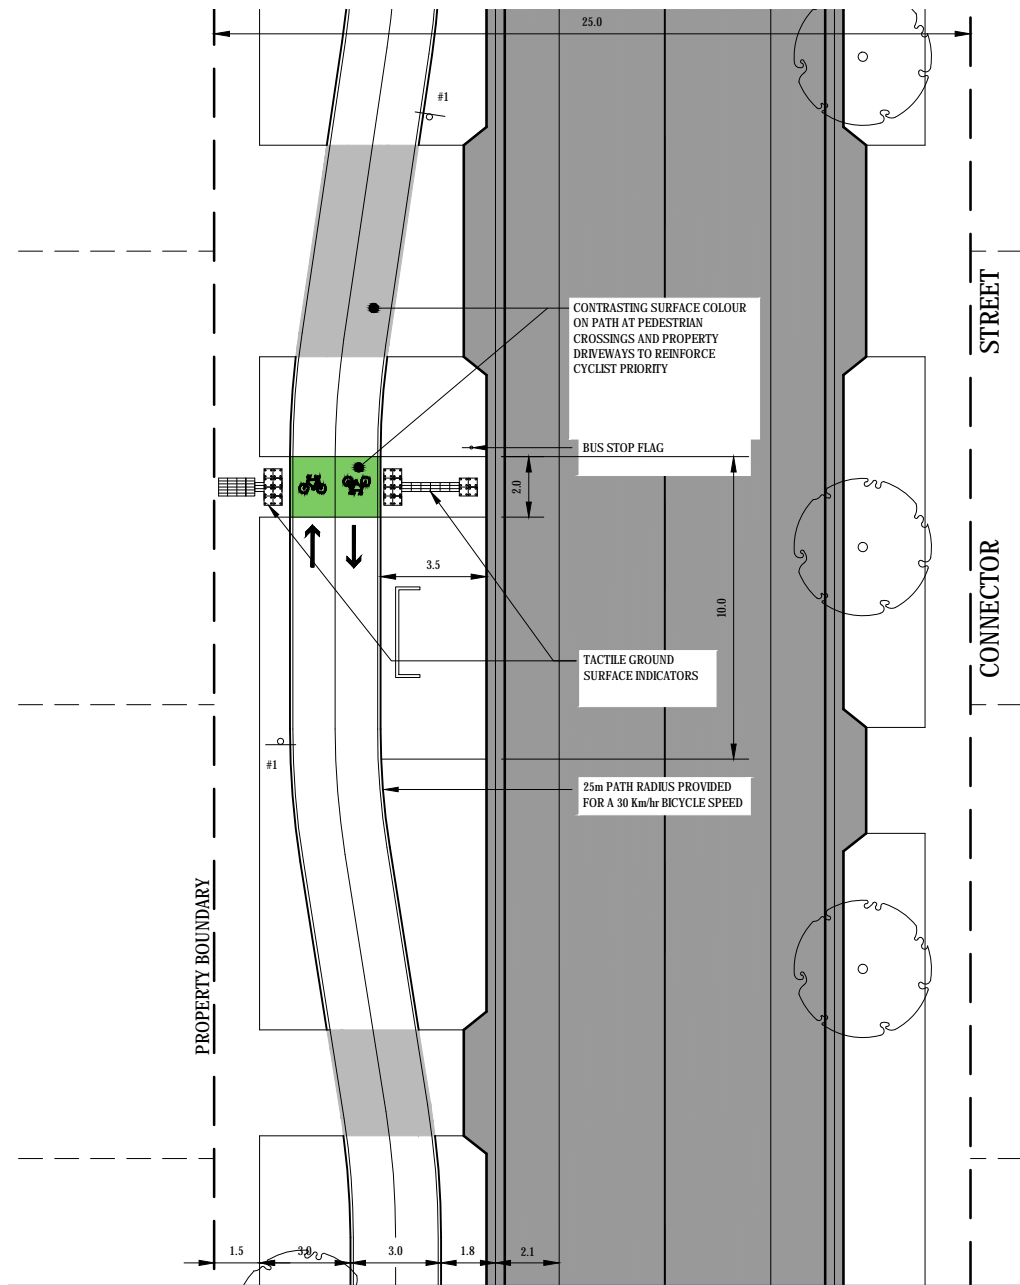 25.0
#1
STREET
CONTRASTING SURFACE COLOUR
ON PATH AT PEDESTRIAN
CROSSINGS AND PROPERTY
DRIVEWAYS TO REINFORCE
CYCLIST PRIORITY
BUS STOP FLAG
2.0
3.5
CONNECTOR
10.0
TACTILE GROUND
SURFACE INDICATORS
#1
25m PATH RADIUS PROVIDED
FOR A 30 Km/hr BICYCLE SPEED
PROPERTY BOUNDARY
1.5
3.0
3.0
1.8
2.1